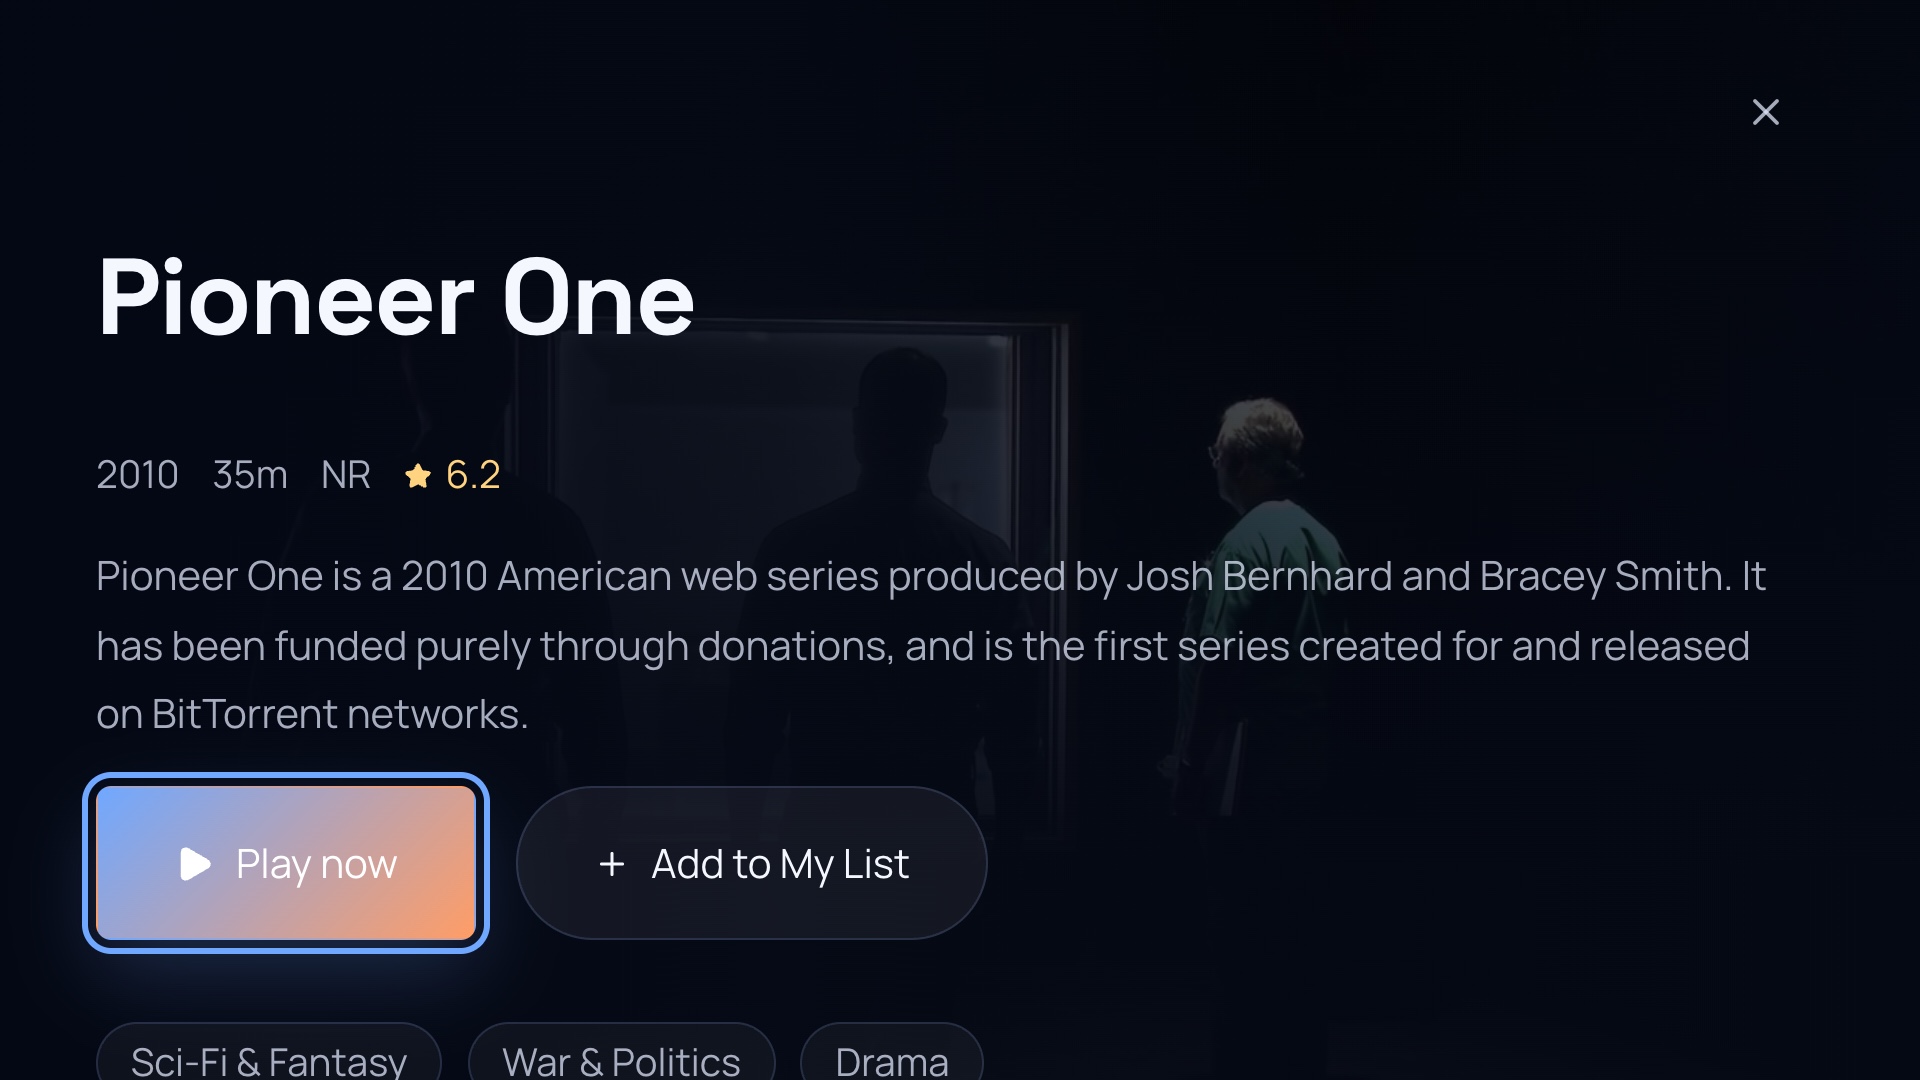 Pioneer One
2010 35m NR 6.2
Pioneer One is a 2010 American web series produced by Josh Bernhard and Bracey Smith. It
has been funded purely through donations, and is the first series created for and released
on BitTorrent networks.
Play now
Add to My List
Sci-Fi & Fantasy
War & Politics
Drama